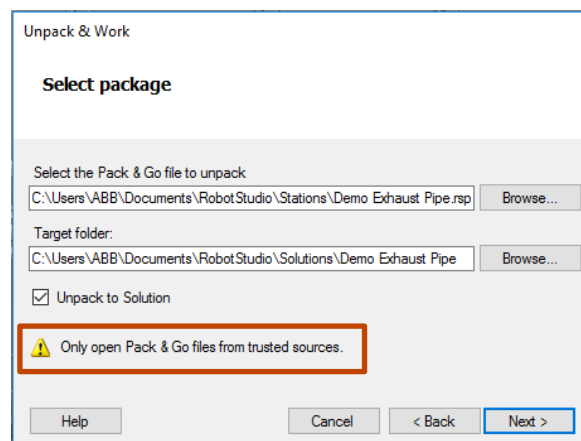 Unpack & Work
Select package
Select the Pack & Go file to unpack
C:\Users\ABB\Documents\RobotStudio\Stations\Demo Exhaust Pipe.rsp
Browse...
Target folder:
C:\Users\ABB\Documents\RobotStudio\Solutions\Demo Exhaust Pipe
Browse...
Unpack to Solution
Only open Pack & Go files from trusted sources.
Help
Cancel
< Back
Next >